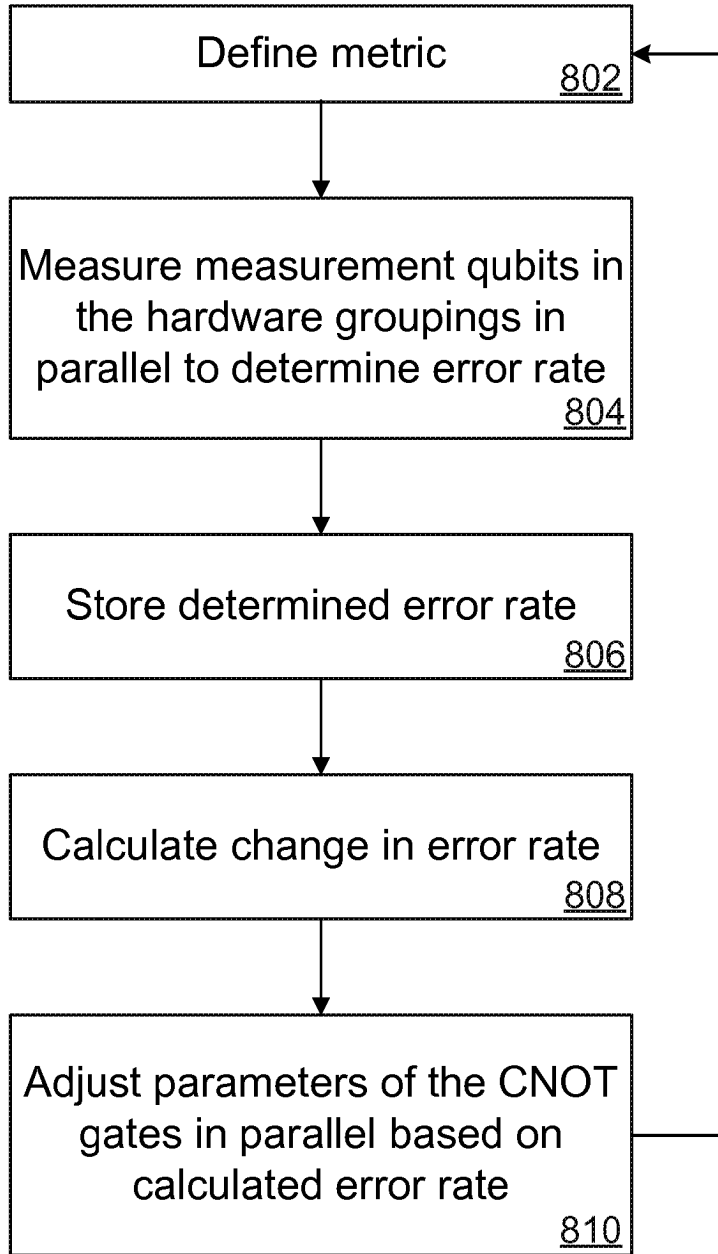 Define metric
802
Measure measurement qubits in
the hardware groupings in
parallel to determine error rate
804
Store determined error rate
806
Calculate change in error rate
808
Adjust parameters of the CNOT
gates in parallel based on
calculated error rate
810